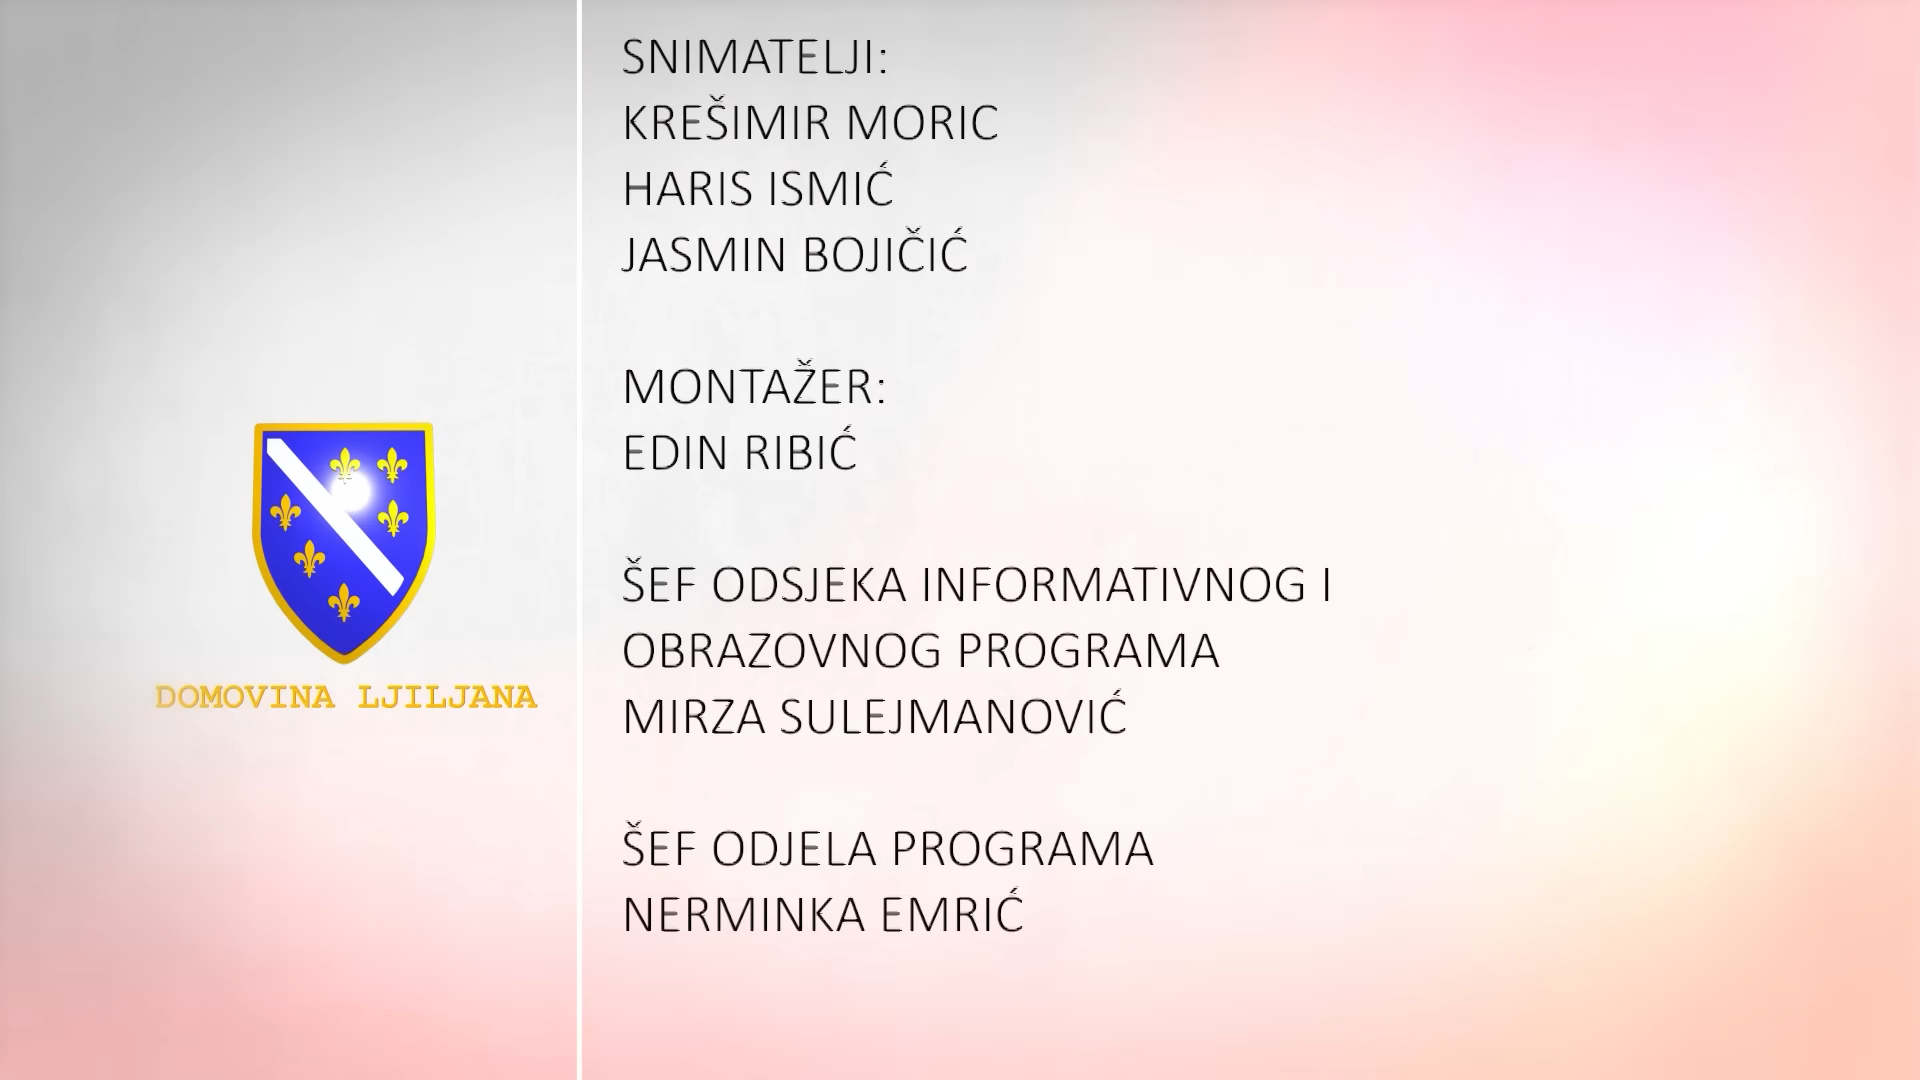 SNIMATELJI:
KREŠIMIR MORIC
HARIS ISMIĆ
JASMIN BOJIČIĆ
MONTAŽER:
EDIN RIBIĆ
ŠEF ODSJEKA INFORMATIVNOG I
OBRAZOVNOG PROGRAMA
MIRZA SULEJMANOVIĆ
ŠEF ODJELA PROGRAMA
NERMINKA EMRIĆ
DOMOVINA LJILJANA